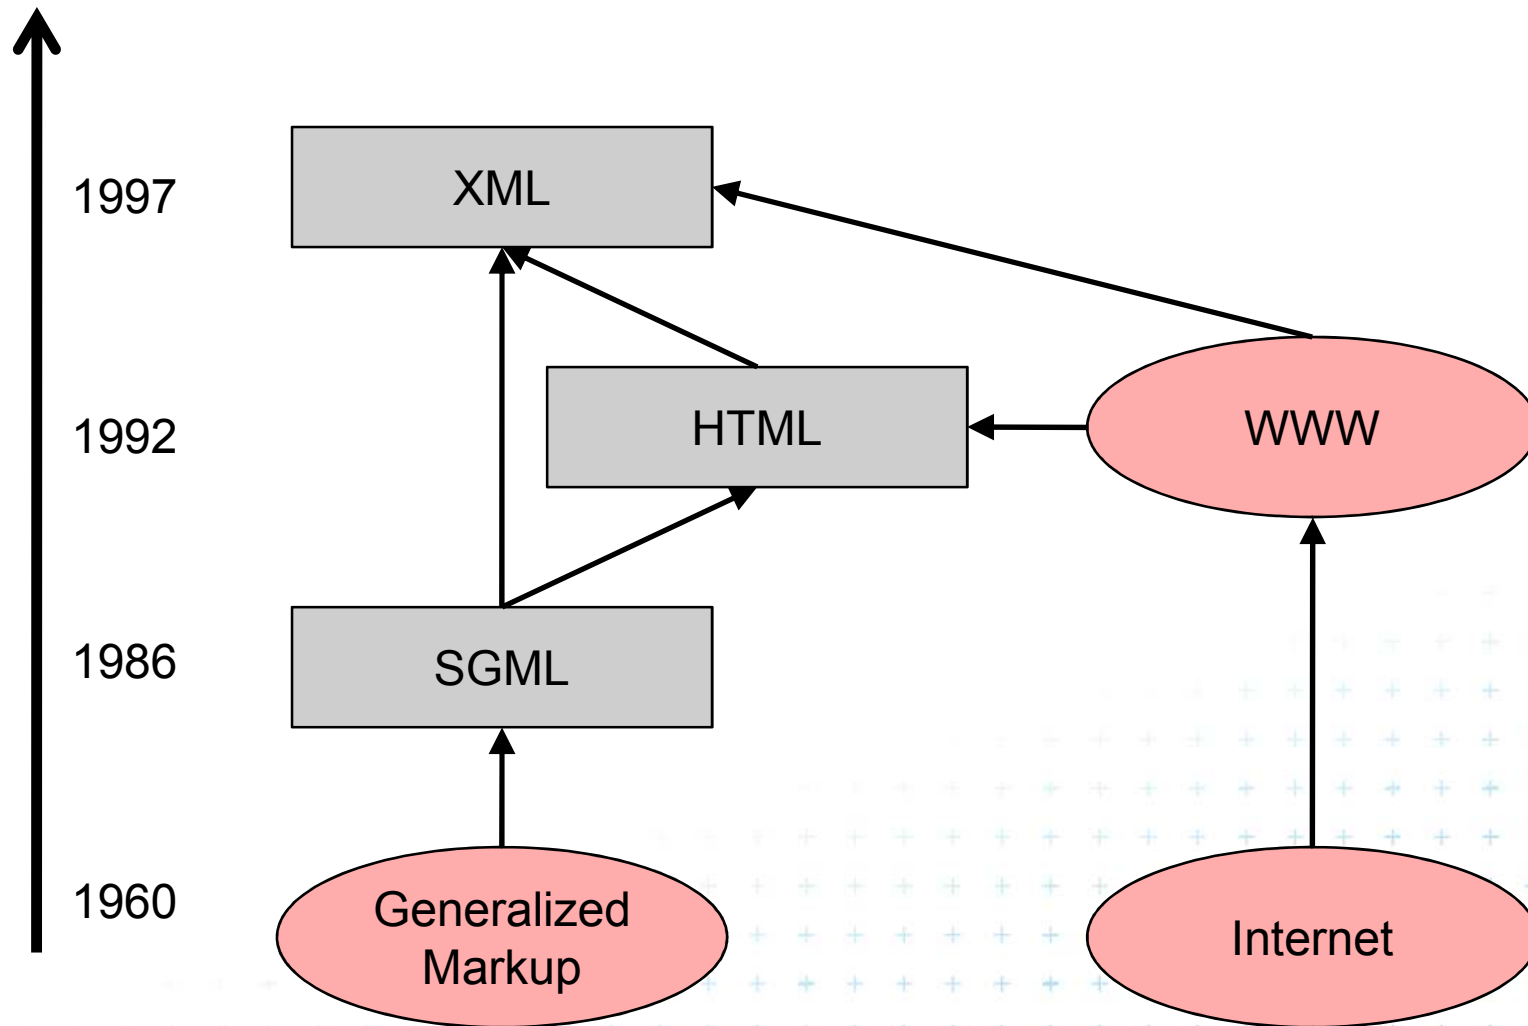 1997
XML
1992
HTML
WWW
1986
SGML
1960
Generalized
Markup
Internet